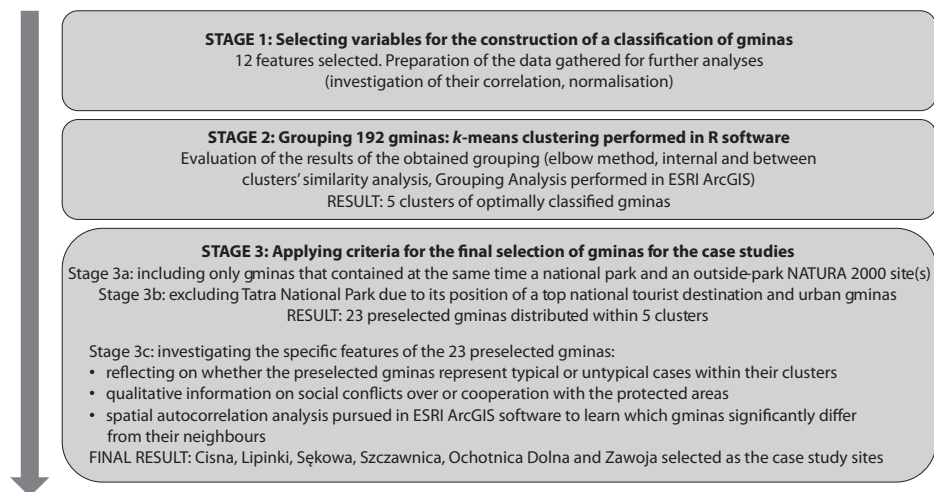 STAGE 1: Selecting variables for the construction of a classification of gminas
12 features selected. Preparation of the data gathered for further analyses
(investigation of their correlation, normalisation)
STAGE 2: Grouping 192 gminas: k-means clustering performed in R software
Evaluation of the results of the obtained grouping (elbow method, internal and between
clusters' similarity analysis, Grouping Analysis performed in ESRI ArcGIS)
RESULT: 5 clusters of optimally classified gminas
STAGE 3: Applying criteria for the final selection of gminas for the case studies
Stage 3a: including only gminas that contained at the same time a national park and an outside-park NATURA 2000 site(s)
Stage 3b: excluding Tatra National Park due to its position of a top national tourist destination and urban gminas
RESULT: 23 preselected gminas distributed within 5 clusters
Stage 3c: investigating the specific features of the 23 preselected gminas:
• reflecting on whether the preselected gminas represent typical or untypical cases within their clusters
• qualitative information on social conflicts over or cooperation with the protected areas
• spatial autocorrelation analysis pursued in ESRI ArcGIS software to learn which gminas significantly differ
from their neighbours
FINAL RESULT: Cisna, Lipinki, Sękowa, Szczawnica, Ochotnica Dolna and Zawoja selected as the case study sites